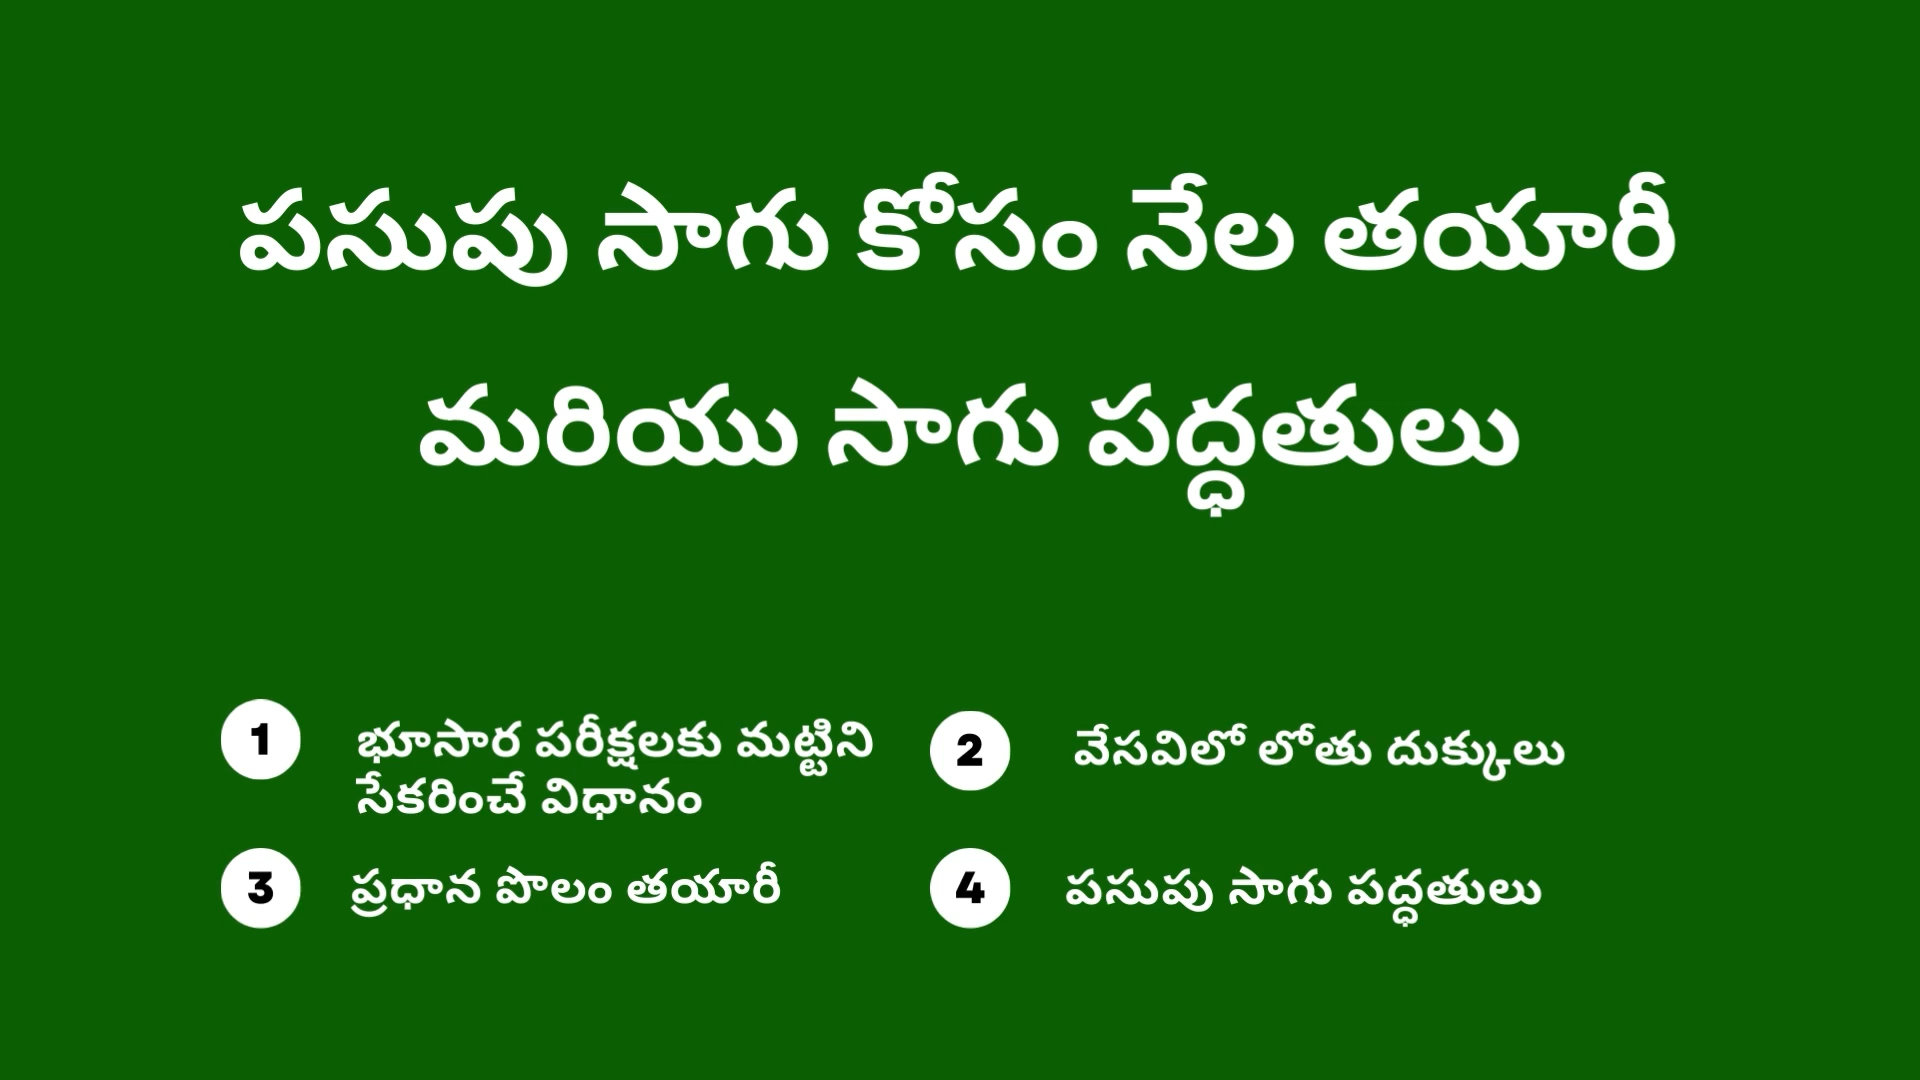 పసుపు సాగు కోసం నేల తయారీ
మరియు సాగు పద్ధతులు
1 భూసార పరీక్షలకు మట్టిని
సేకరించే విధానం
2 వేసవిలో లోతు దుక్కులు
3 ప్రధాన పొలం తయారీ
4 పసుపు సాగు పద్ధతులు